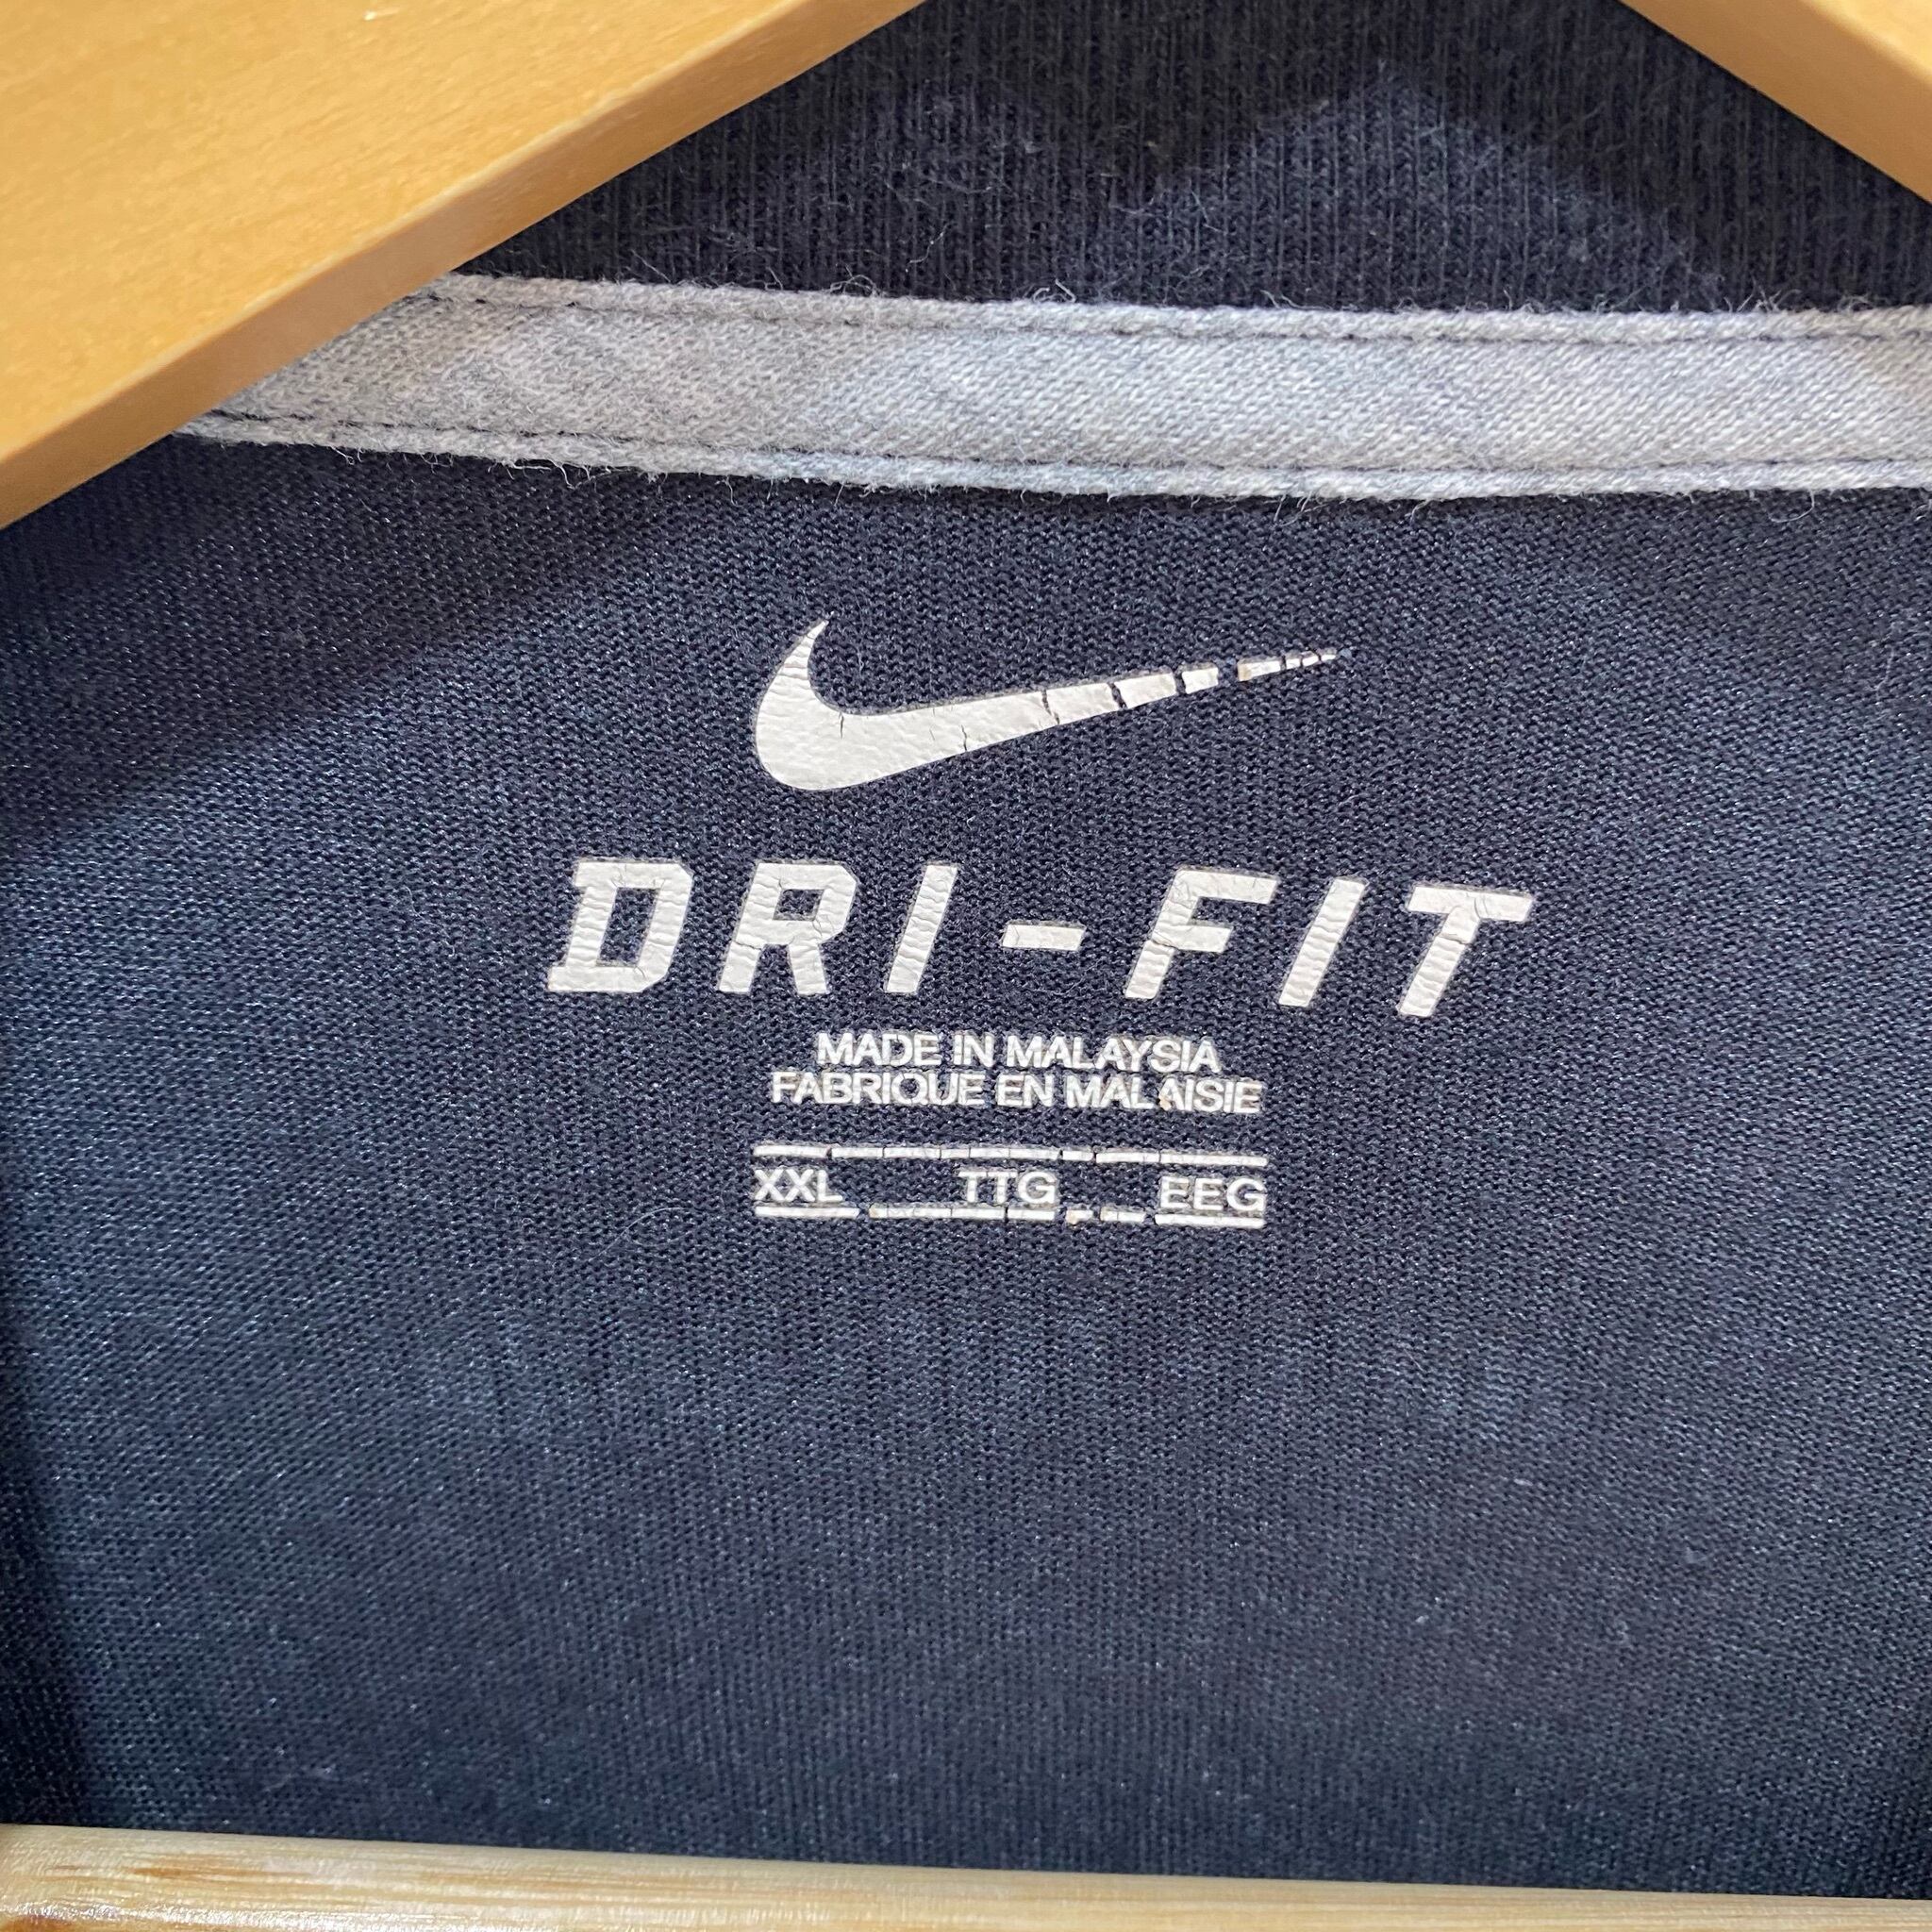 DRI-FIT
MADE IN MALAYSIA
FABRIQUE EN MALAISIE
XXL TTG EEG